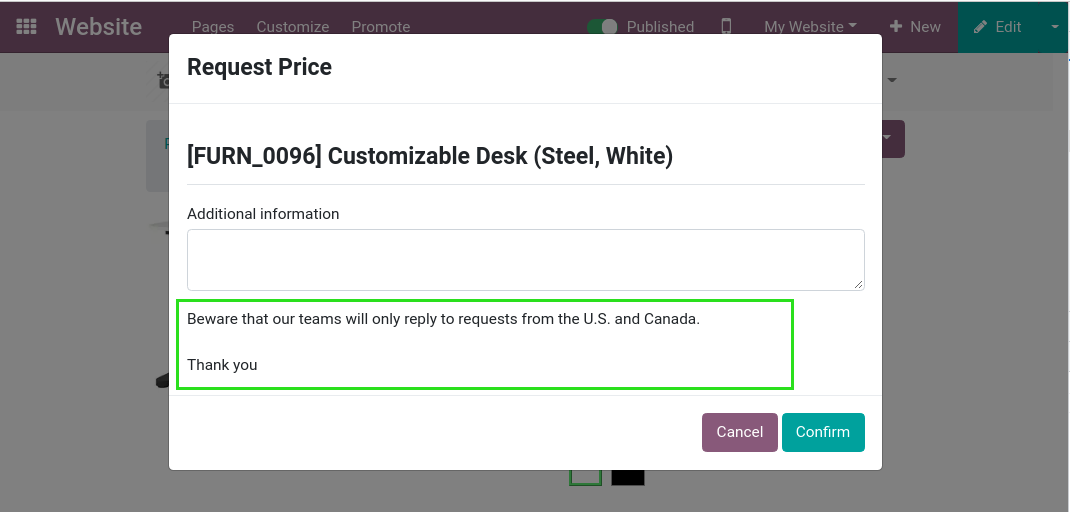 Website Pages Customize Promote Published My Website New Edit
Request Price
[FURN_0096] Customizable Desk (Steel, White)
Additional information
Beware that our teams will only reply to requests from the U.S. and Canada.
Thank you
Cancel Confirm